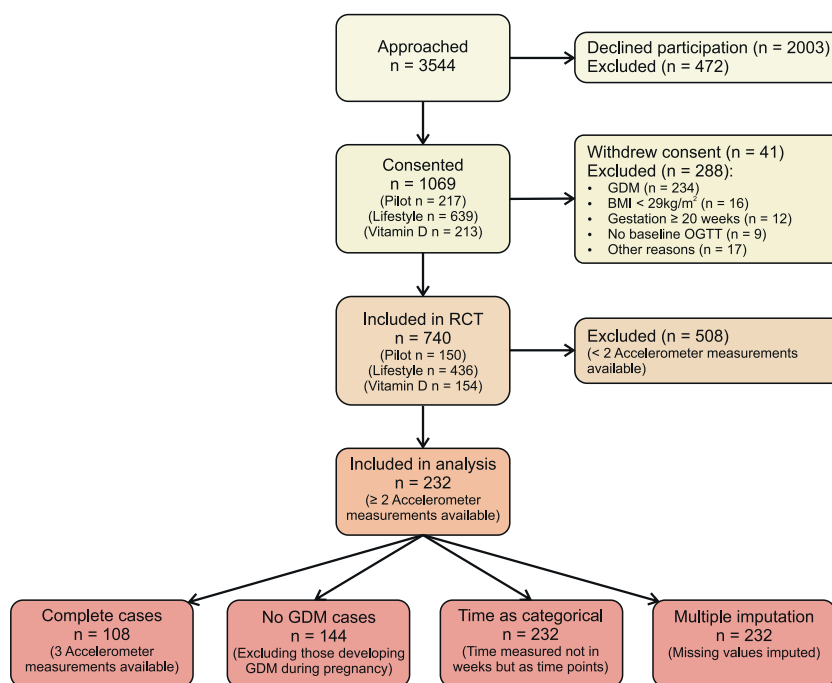 Approached
n = 3544
Declined participation (n = 2003)
Excluded (n = 472)
Consented
n = 1069
(Pilot n = 217)
(Lifestyle n = 639)
(Vitamin D n = 213)
Withdrew consent (n = 41)
Excluded (n = 288):
• GDM (n = 234)
• BMI < 29kg/m² (n = 16)
• Gestation ≥ 20 weeks (n = 12)
• No baseline OGTT (n = 9)
• Other reasons (n = 17)
Included in RCT
n = 740
(Pilot n = 150)
(Lifestyle n = 436)
(Vitamin D n = 154)
Excluded (n = 508)
(< 2 Accelerometer measurements
available)
Included in analysis
n = 232
(≥ 2 Accelerometer
measurements available)
Complete cases
n = 108
(3 Accelerometer
measurements available)
No GDM cases
n = 144
(Excluding those developing
GDM during pregnancy)
Time as categorical
n = 232
(Time measured not in
weeks but as time points)
Multiple imputation
n = 232
(Missing values imputed)